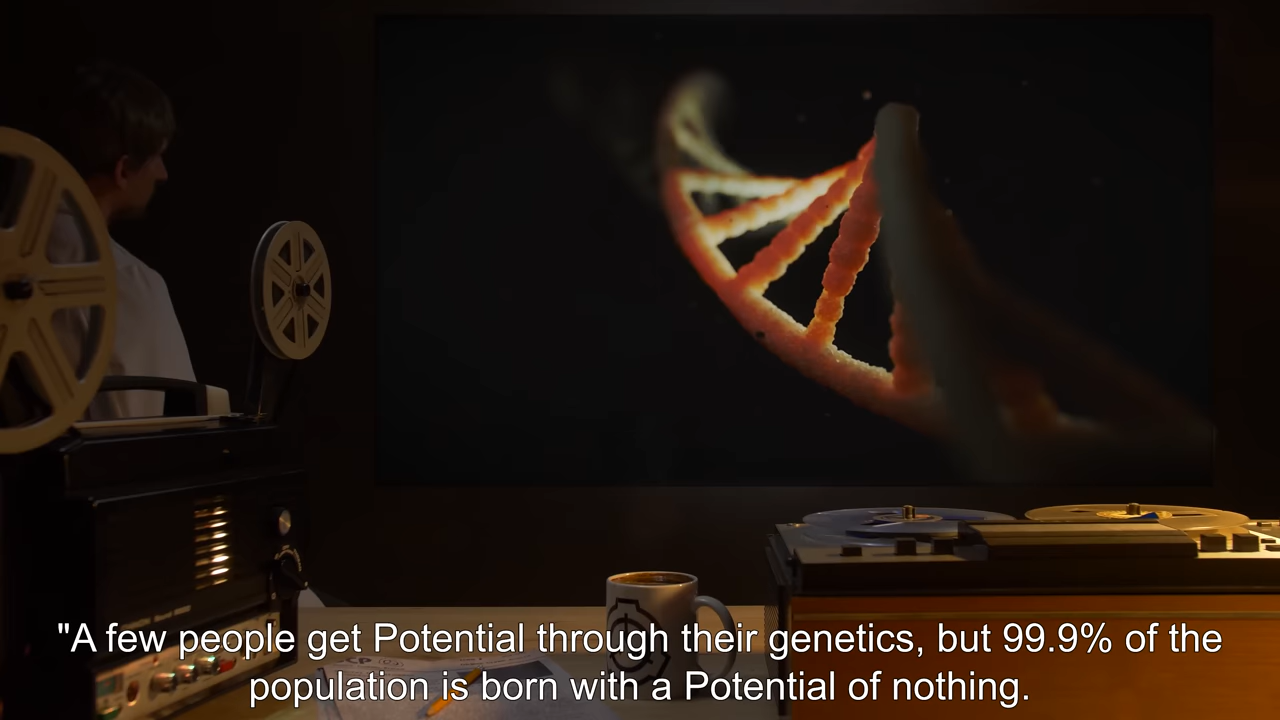 "A few people get Potential through their genetics, but 99.9% of the
population is born with a Potential of nothing.